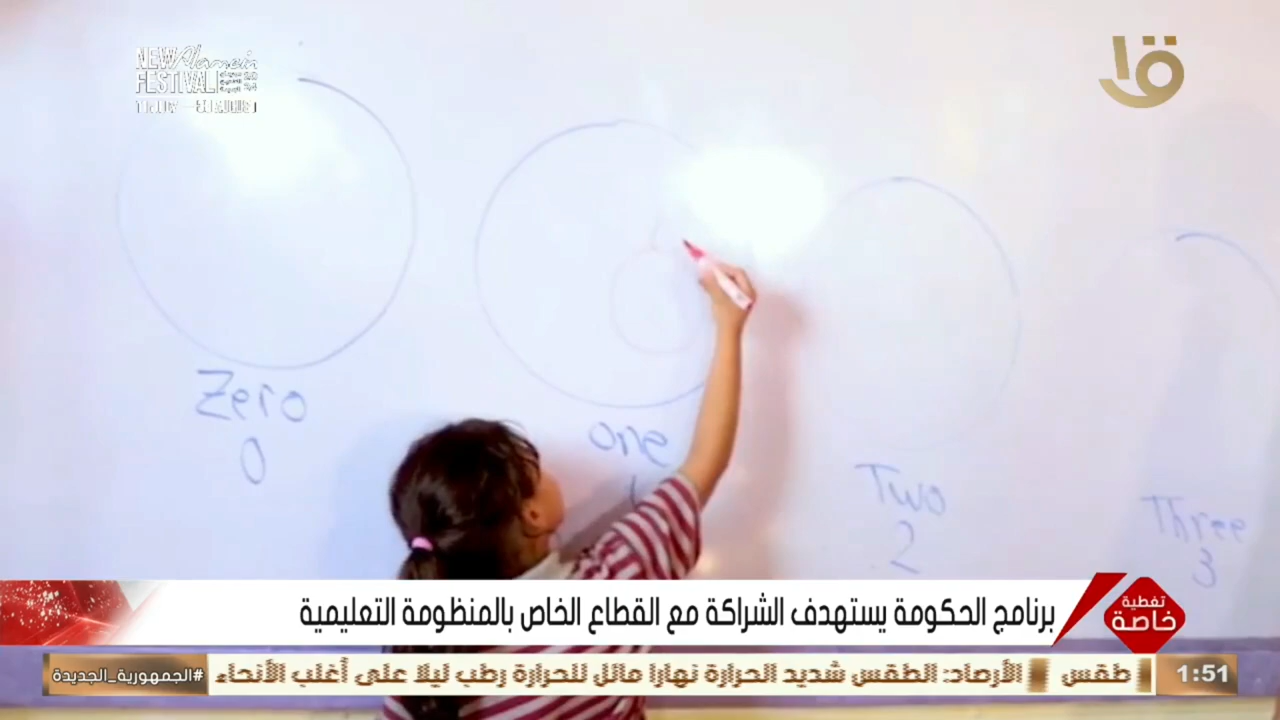 NEW Alamein
FESTIVAL
Zero
0
one
1
Two
2
Three
3
تغطية
خاصة
برنامج الحكومة يستهدف الشراكة مع القطاع الخاص بالمنظومة التعليمية
1:51
طقس
الأرصاد: الطقس شديد الحرارة نهارا مائل للحرارة رطب ليلا على أغلب الأنحاء
#الجمهورية_الجديدة